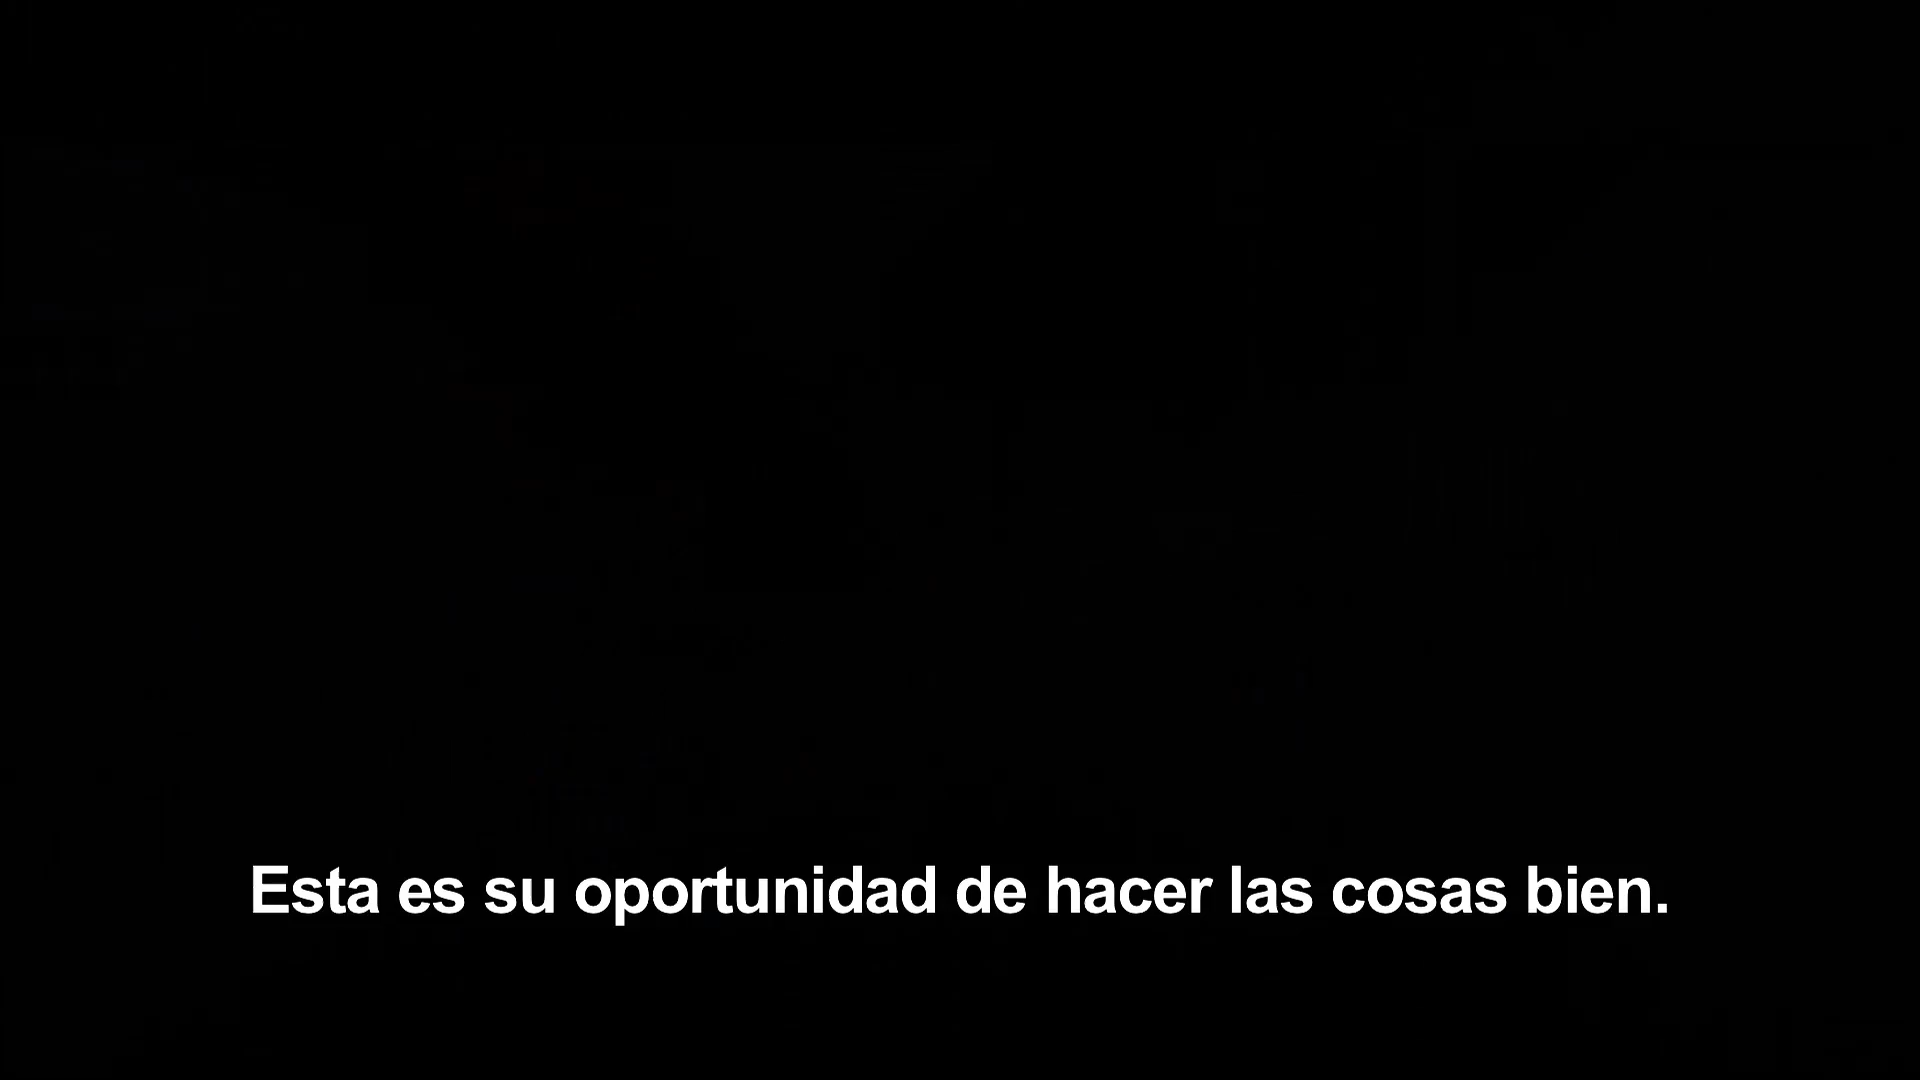 Esta es su oportunidad de hacer las cosas bien.